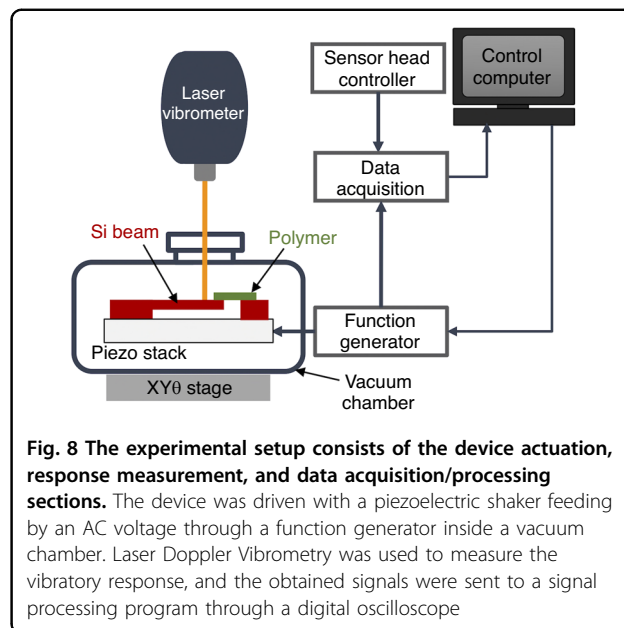 Sensor head
controller
Control
computer
Laser
vibrometer
Data
acquisition
Si beam
Polymer
Function
generator
Piezo stack
XYθ stage
Vacuum
chamber
Fig. 8 The experimental setup consists of the device actuation,
response measurement, and data acquisition/processing
sections. The device was driven with a piezoelectric shaker feeding
by an AC voltage through a function generator inside a vacuum
chamber. Laser Doppler Vibrometry was used to measure the
vibratory response, and the obtained signals were sent to a signal
processing program through a digital oscilloscope